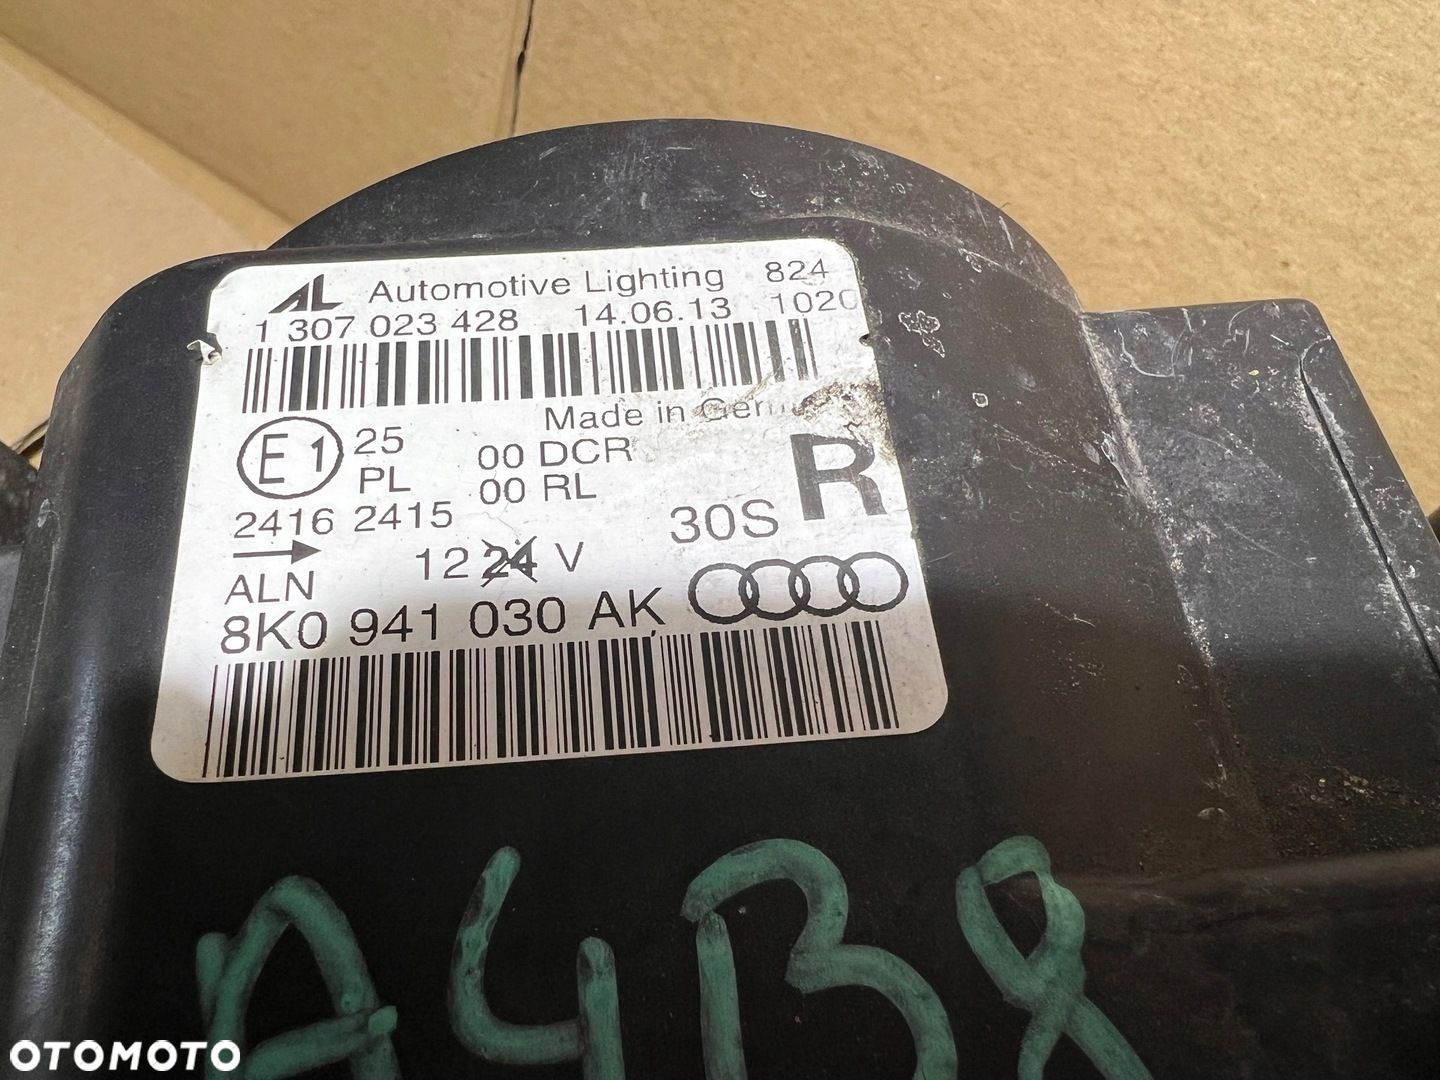 AL Automotive Lighting 824
1 307 023 428 14.06.13 1020
Made in
E1 25 00 DCR R
PL 00 RL
2416 2415 30S
12 24 V
ALN
8K0 941 030 AK
A4B8
OTOMOTO